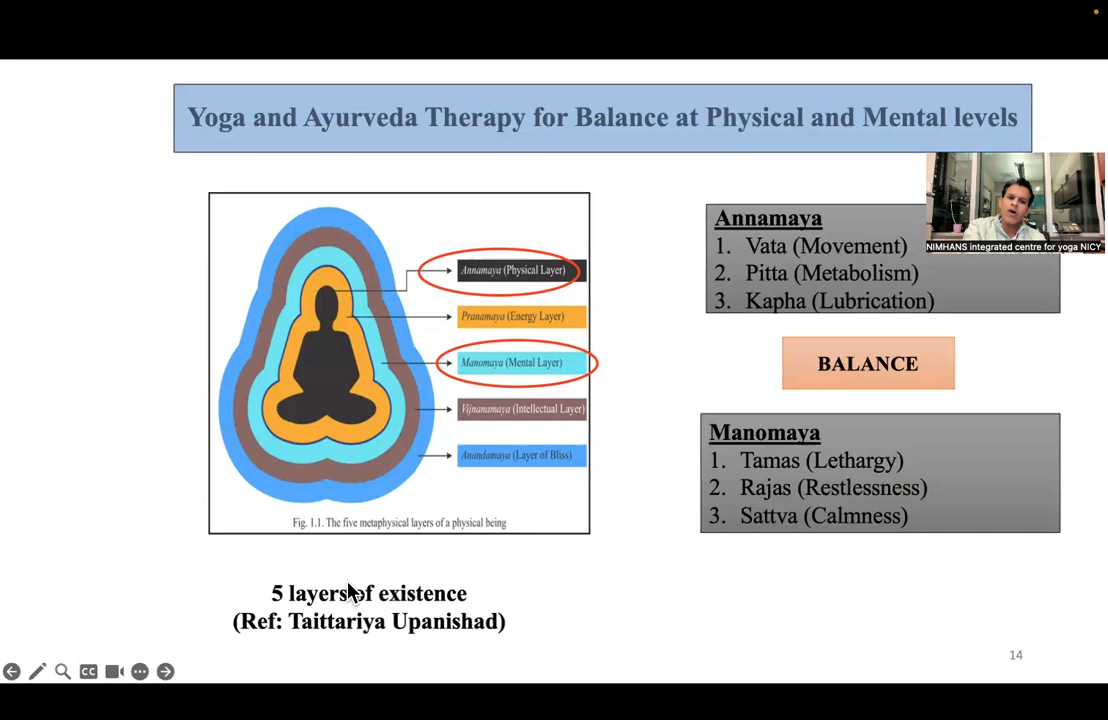 Yoga and Ayurveda Therapy for Balance at Physical and Mental levels
Annamaya (Physical Layer)
Pranamaya (Energy Layer)
Manomaya (Mental Layer)
Vijnanamaya (Intellectual Layer)
Anandamaya (Layer of Bliss)
Fig. 1.1. The five metaphysical layers of a physical being
5 layers of existence
(Ref: Taittariya Upanishad)
Annamaya
1. Vata (Movement)
2. Pitta (Metabolism)
3. Kapha (Lubrication)
BALANCE
Manomaya
1. Tamas (Lethargy)
2. Rajas (Restlessness)
3. Sattva (Calmness)
NIMHANS integrated centre for yoga NICY
14
CC